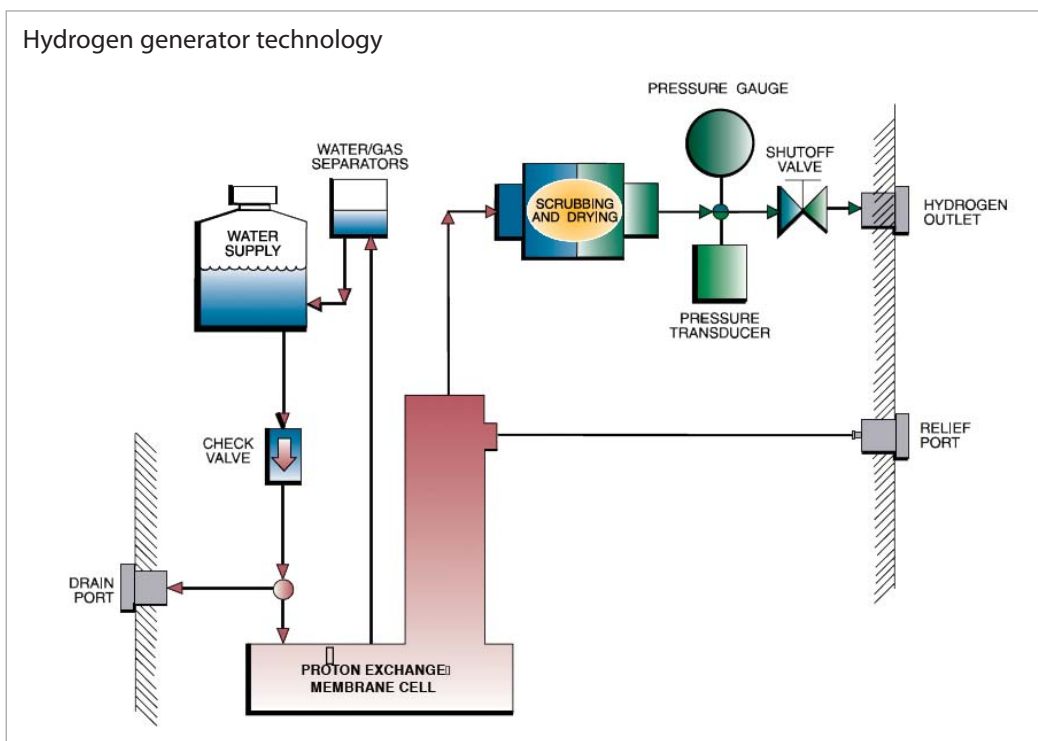 Hydrogen generator technology
PRESSURE GAUGE
WATER/GAS
SEPARATORS
SHUTOFF
VALVE
SCRUBBING
AND DRYING
HYDROGEN
OUTLET
WATER
SUPPLY
PRESSURE
TRANSDUCER
CHECK
VALVE
RELIEF
PORT
DRAIN
PORT
PROTON EXCHANGE
MEMBRANE CELL